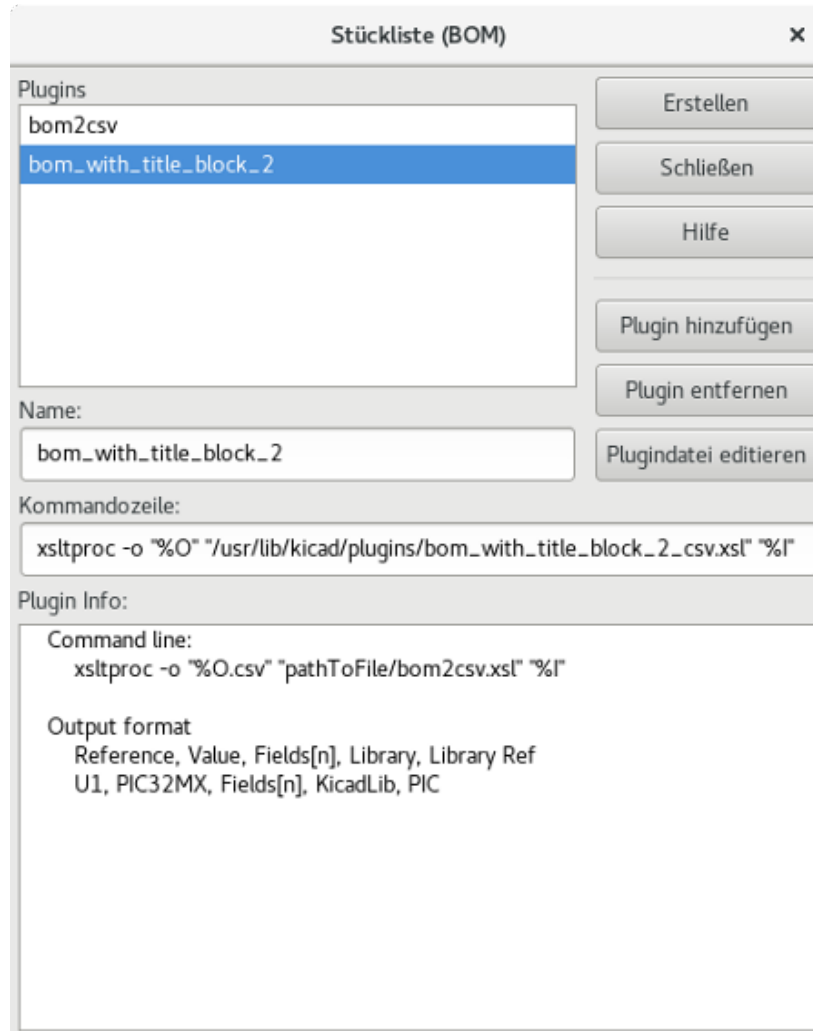 Stückliste (BOM)
Plugins
bom2csv
bom_with_title_block_2
Erstellen
Schließen
Hilfe
Plugin hinzufügen
Plugin entfernen
Plugindatei editieren
Name:
bom_with_title_block_2
Kommandozeile:
xsltproc -o "%O" "/usr/lib/kicad/plugins/bom_with_title_block_2_csv.xsl" "%I"
Plugin Info:
Command line:
xsltproc -o "%O.csv" "pathToFile/bom2csv.xsl" "%I"
Output format
Reference, Value, Fields[n], Library, Library Ref
U1, PIC32MX, Fields[n], KicadLib, PIC